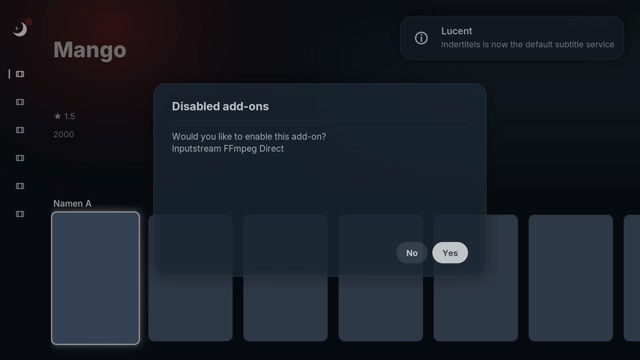 Mango
Lucent
Indertitels is now the default subtitle service
★ 1.5
2000
Disabled add-ons
Would you like to enable this add-on?
Inputstream FFmpeg Direct
No
Yes
Namen A